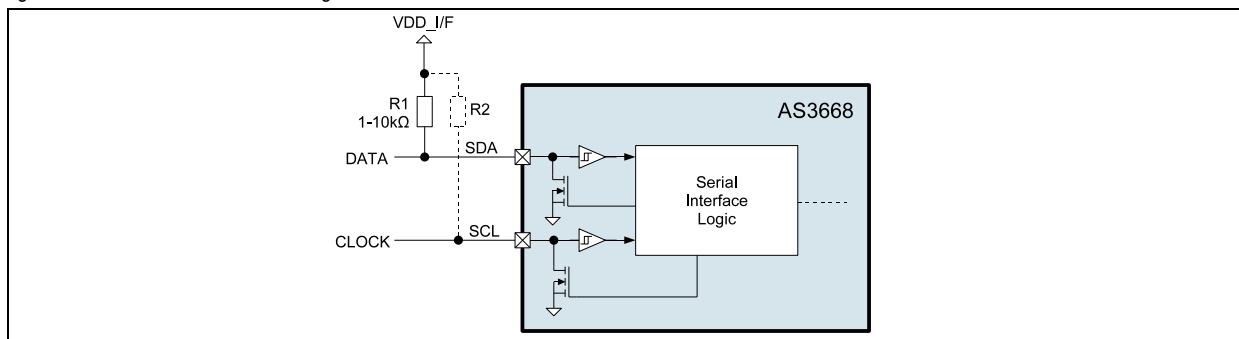 VDD_I/F
R1
1-10kΩ
R2
AS3668
DATA
SDA
Serial
Interface
Logic
CLOCK
SCL